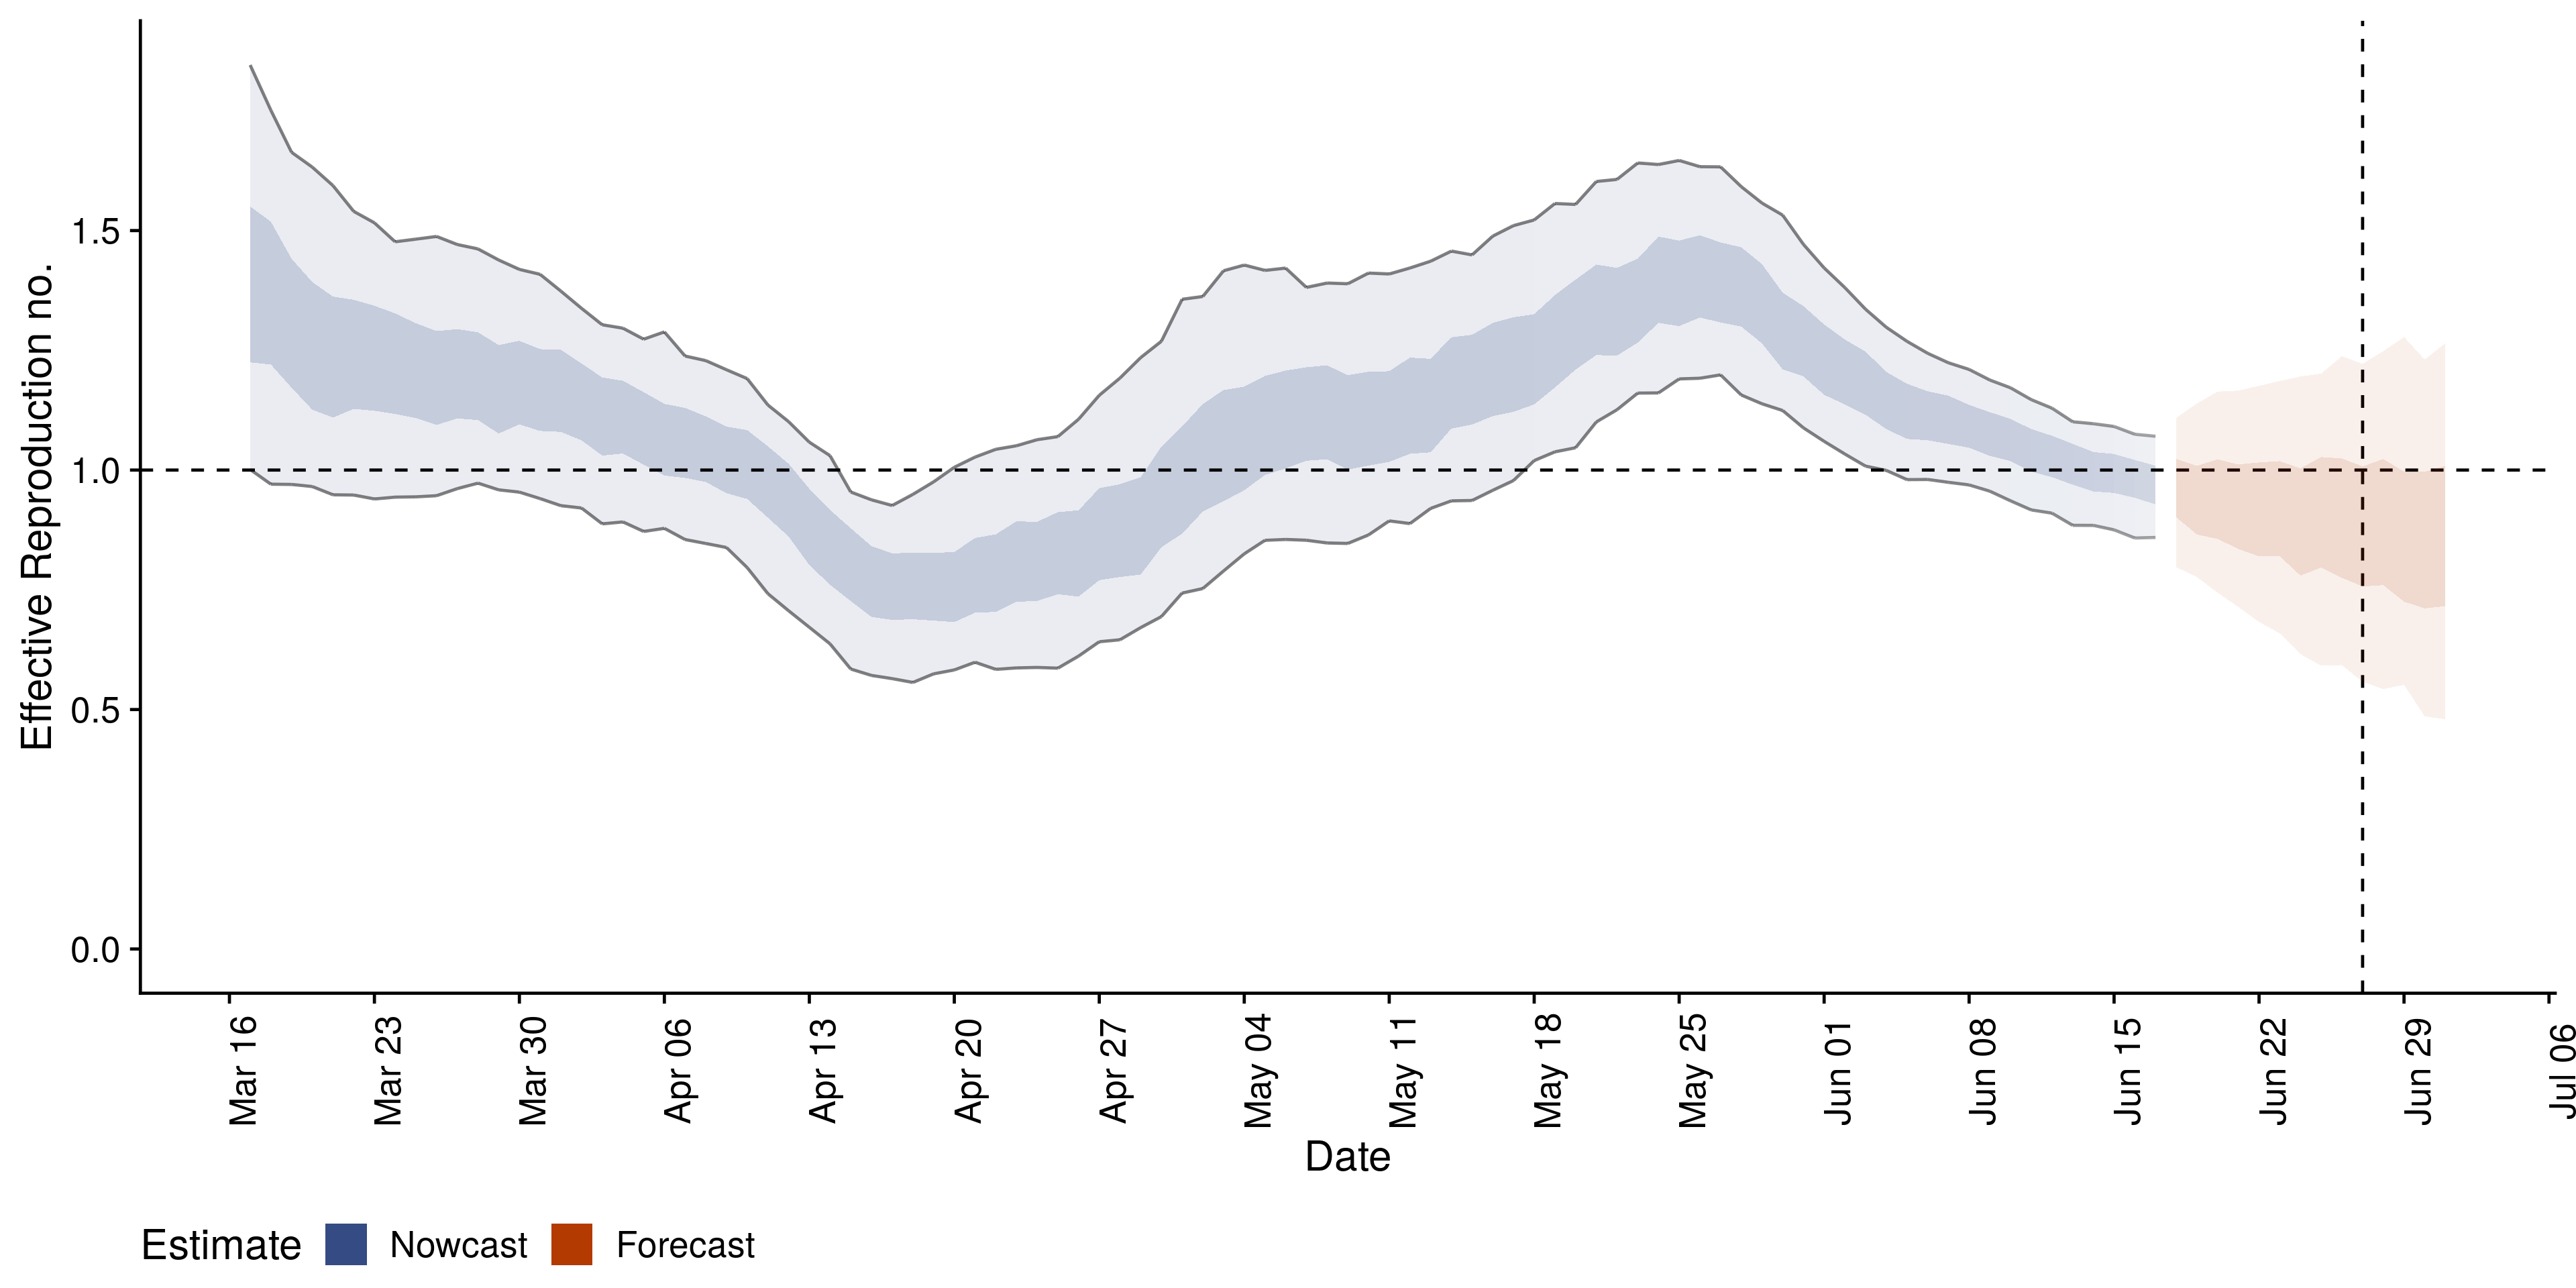 Effective Reproduction no.
1.5
1.0
0.5
0.0
Mar 16
Mar 23
Mar 30
Apr 06
Apr 13
Apr 20
Apr 27
May 04
May 11
May 18
May 25
Jun 01
Jun 08
Jun 15
Jun 22
Jun 29
Jul 06
Date
Estimate Nowcast Forecast